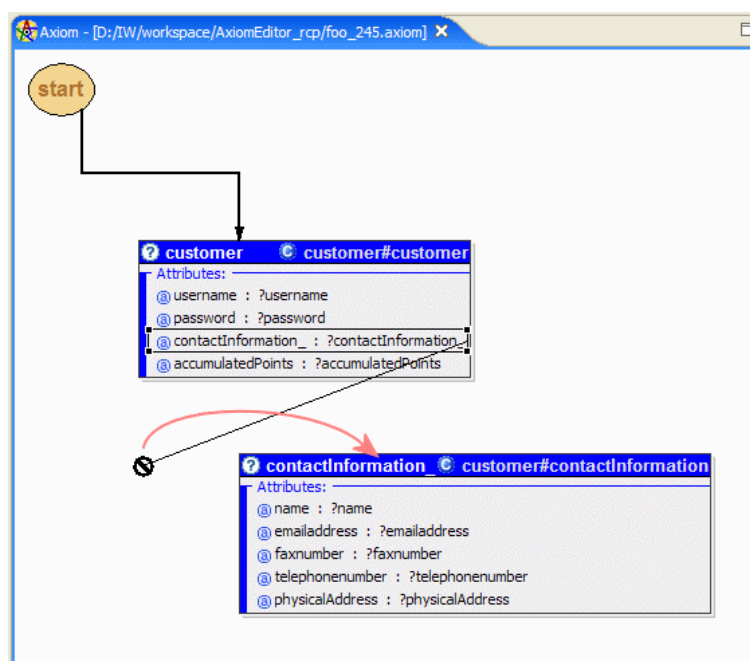 Axiom - [D:/IW/workspace/AxiomEditor_rcp/foo_245.axiom]
start
? customer C customer#customer
Attributes:
@ username : ?username
@ password : ?password
@ contactInformation_ : ?contactInformation_
@ accumulatedPoints : ?accumulatedPoints
? contactInformation_ C customer#contactInformation
Attributes:
@ name : ?name
@ emailaddress : ?emailaddress
@ faxnumber : ?faxnumber
@ telephonenumber : ?telephonenumber
@ physicalAddress : ?physicalAddress